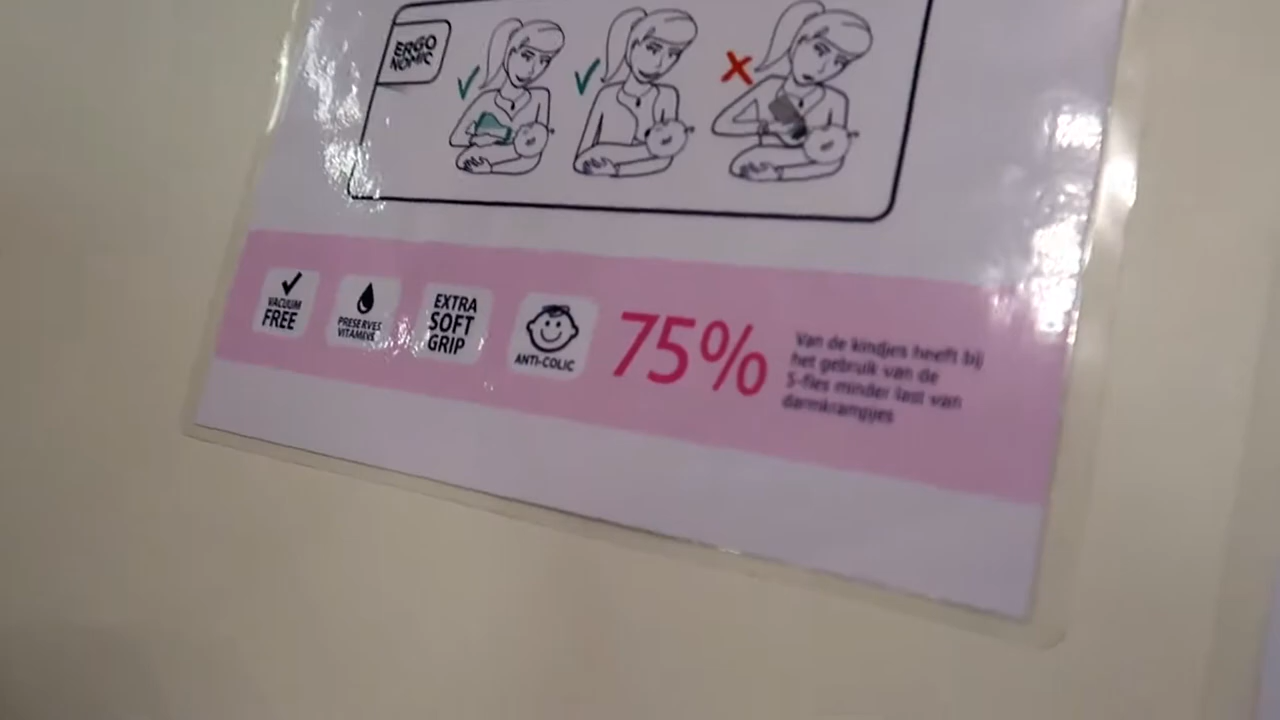 ERGO
NOMIC
VACUUM
FREE
PRESERVES
VITAMINS
EXTRA
SOFT
GRIP
ANTI-COLIC
75%
Van de kindjes heeft bij
het gebruik van de
S-fles minder last van
darmkrampjes